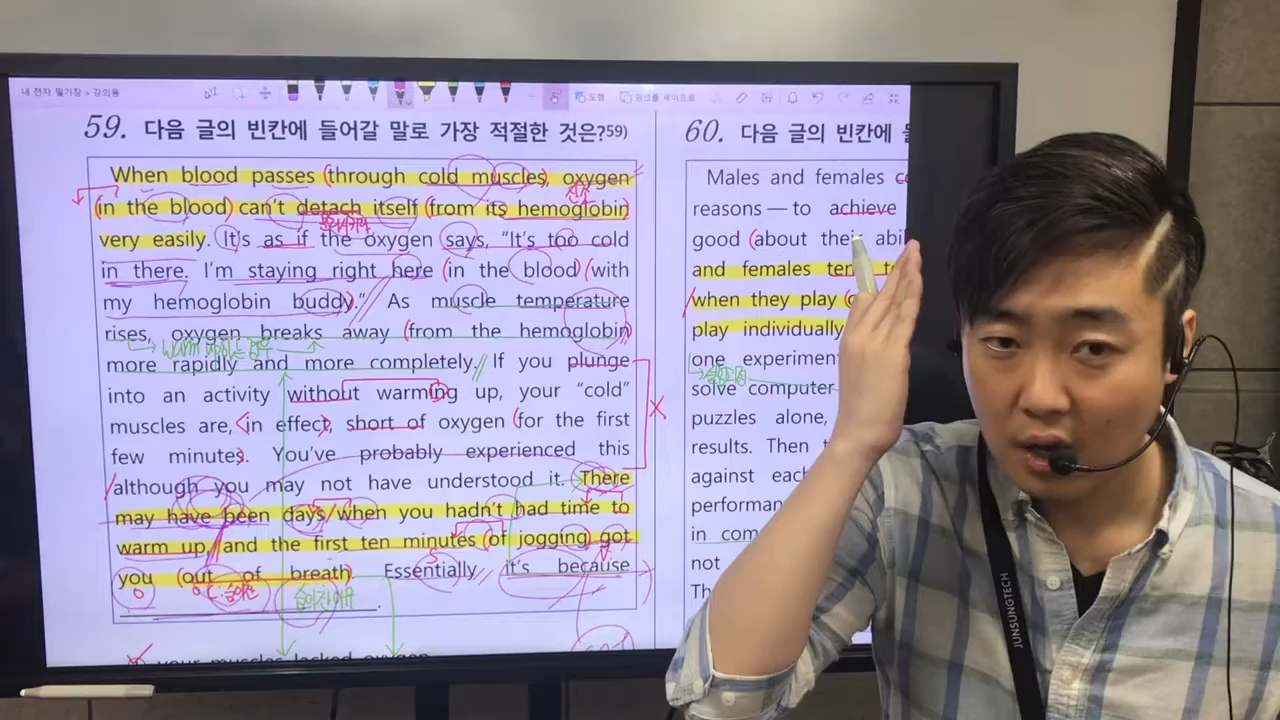 내 전자 필기장 » 강의용
도형
잉크를 셰이프로
59. 다음 글의 빈칸에 들어갈 말로 가장 적절한 것은?59)
When blood passes (through cold muscles), oxygen
(in the blood) can't detach itself (from its hemoglobin)
very easily. It's as if the oxygen says, "It's too cold
in there. I'm staying right here (in the blood) (with
my hemoglobin buddy)." As muscle temperature
rises, oxygen breaks away (from the hemoglobin)
more rapidly and more completely. If you plunge
into an activity without warming up, your "cold"
muscles are, <in effect>, short of oxygen (for the first
few minutes). You've probably experienced this
although you may not have understood it. There
may have been days when you hadn't had time to
warm up, and the first ten minutes (of jogging) got
you (out of breath). Essentially it's because
your muscles lacked oxygen
60. 다음 글의 빈칸에
Males and females
reasons — to achieve
good (about their
and females
when they play
play individually
one experiment
solve computer
puzzles alone,
results. Then
against each
performan
in com
not
Th
JUNSUNGTECH